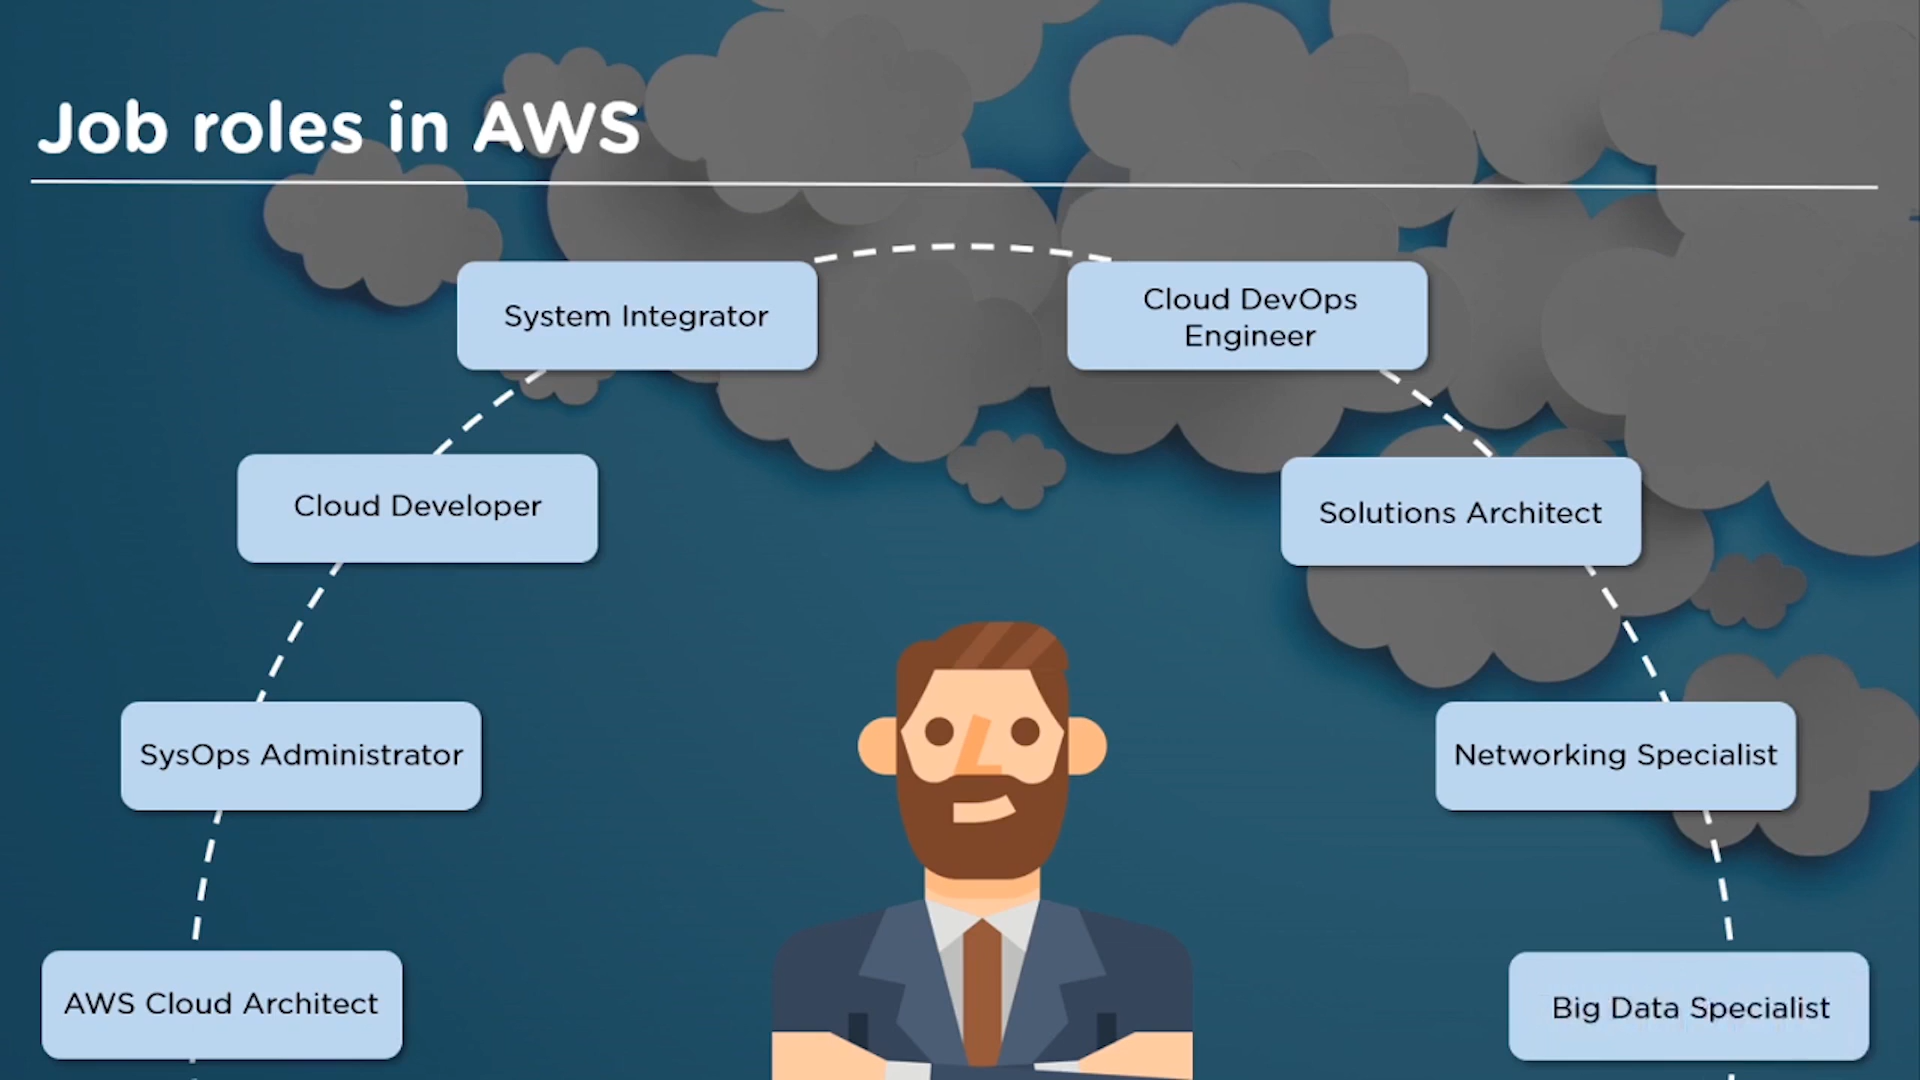 Job roles in AWS
System Integrator
Cloud DevOps
Engineer
Cloud Developer
Solutions Architect
SysOps Administrator
Networking Specialist
AWS Cloud Architect
Big Data Specialist